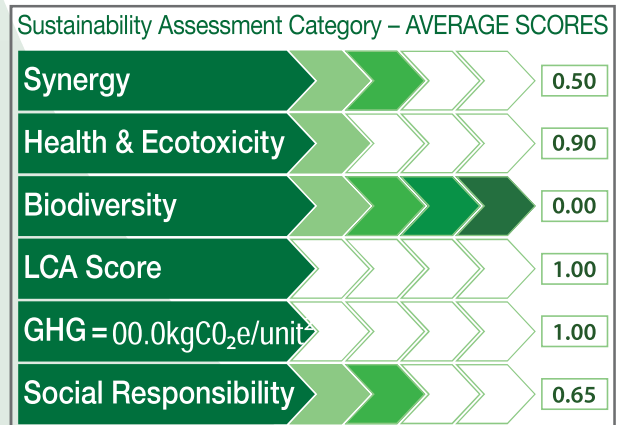 Sustainability Assessment Category – AVERAGE SCORES
Synergy 0.50
Health & Ecotoxicity 0.90
Biodiversity 0.00
LCA Score 1.00
GHG = 00.0kgCO₂e/unit² 1.00
Social Responsibility 0.65